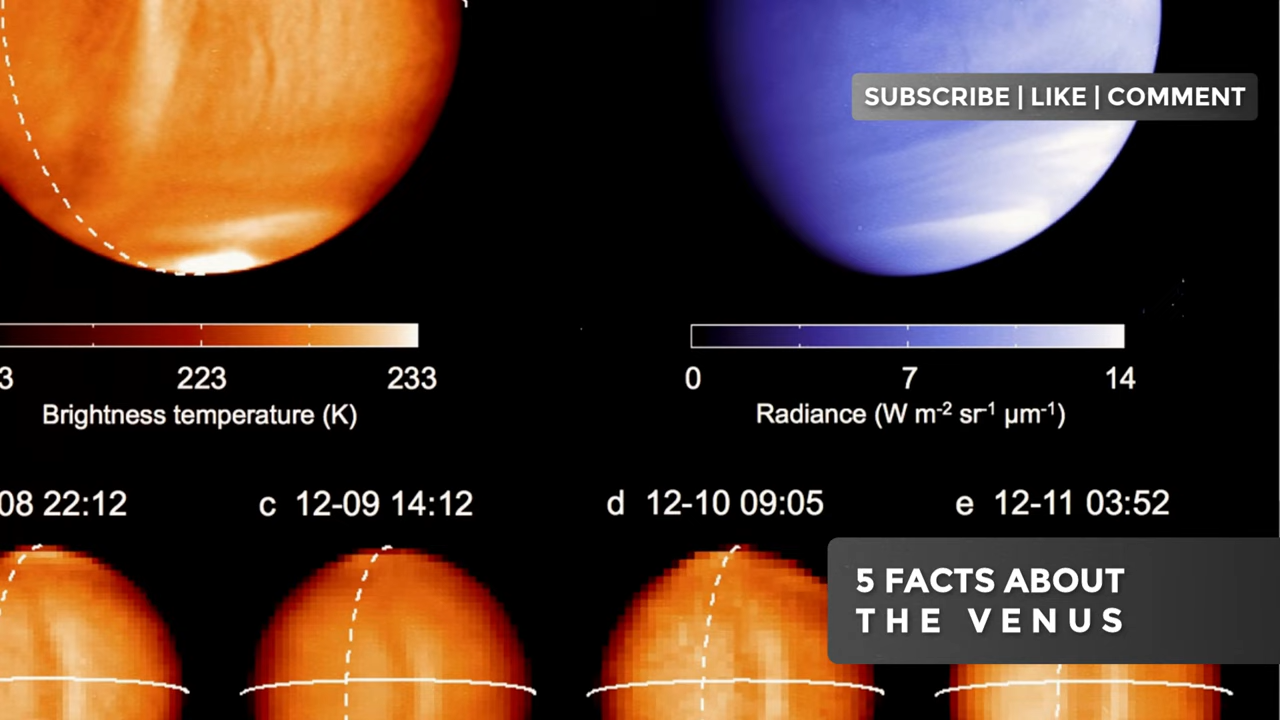 SUBSCRIBE | LIKE | COMMENT
3 223 233
Brightness temperature (K)
0 7 14
Radiance (W m-2 sr-1 µm-1)
08 22:12
c 12-09 14:12
d 12-10 09:05
e 12-11 03:52
5 FACTS ABOUT
THE VENUS